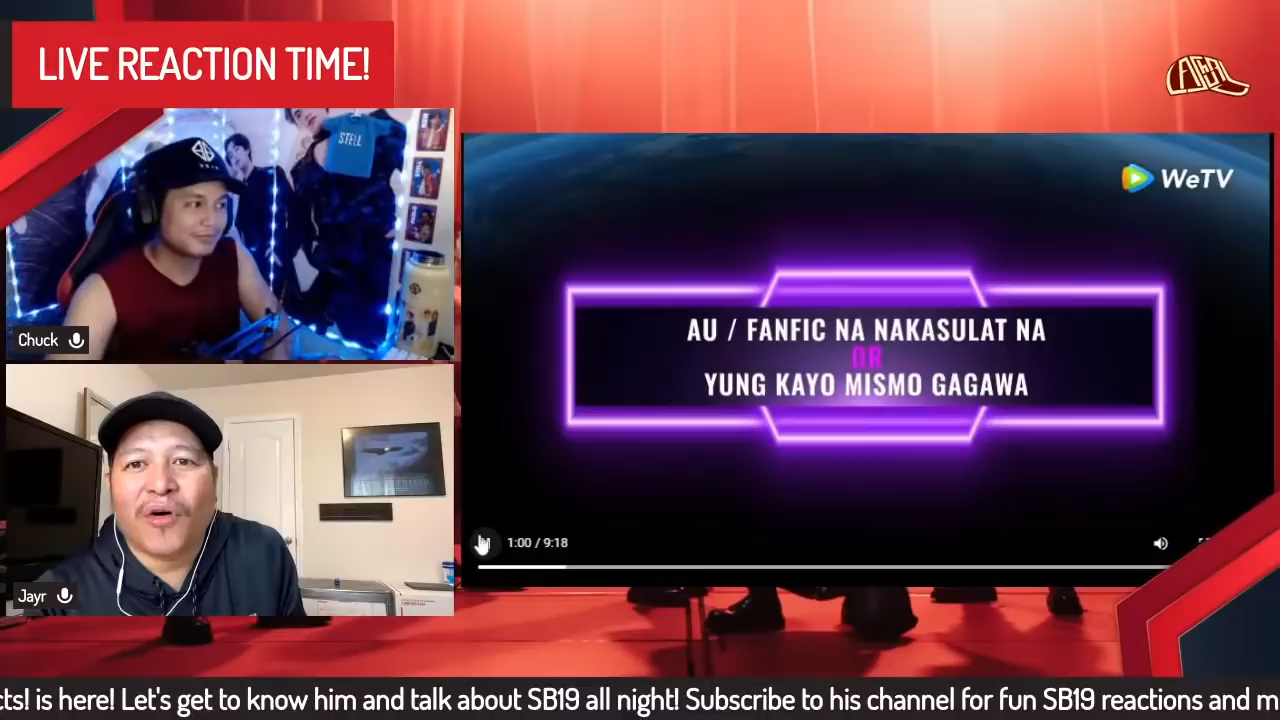 LIVE REACTION TIME!
STELL
Chuck
Jayr
WeTV
AU / FANFIC NA NAKASULAT NA
OR
YUNG KAYO MISMO GAGAWA
1:00 / 9:18
cts! is here! Let's get to know him and talk about SB19 all night! Subscribe to his channel for fun SB19 reactions and m